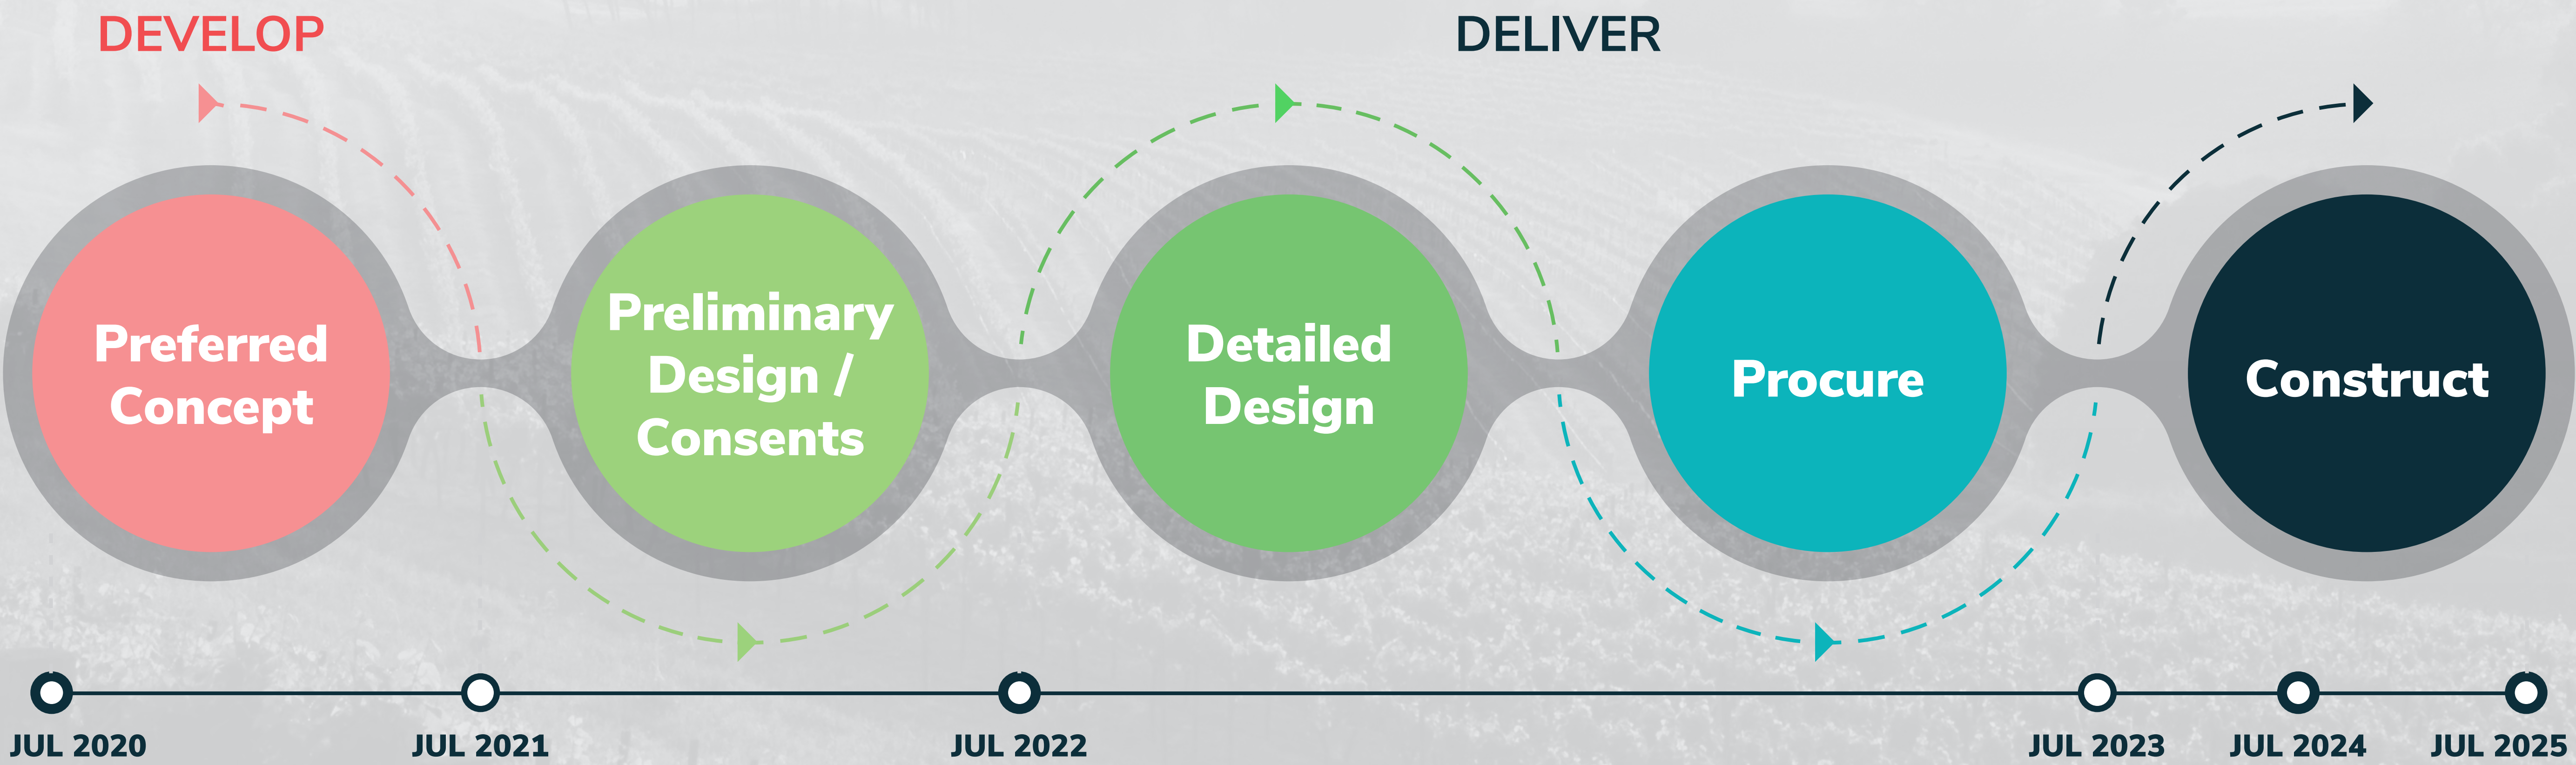 DEVELOP
DELIVER
Preferred
Concept
Preliminary
Design /
Consents
Detailed
Design
Procure
Construct
JUL 2020
JUL 2021
JUL 2022
JUL 2023
JUL 2024
JUL 2025